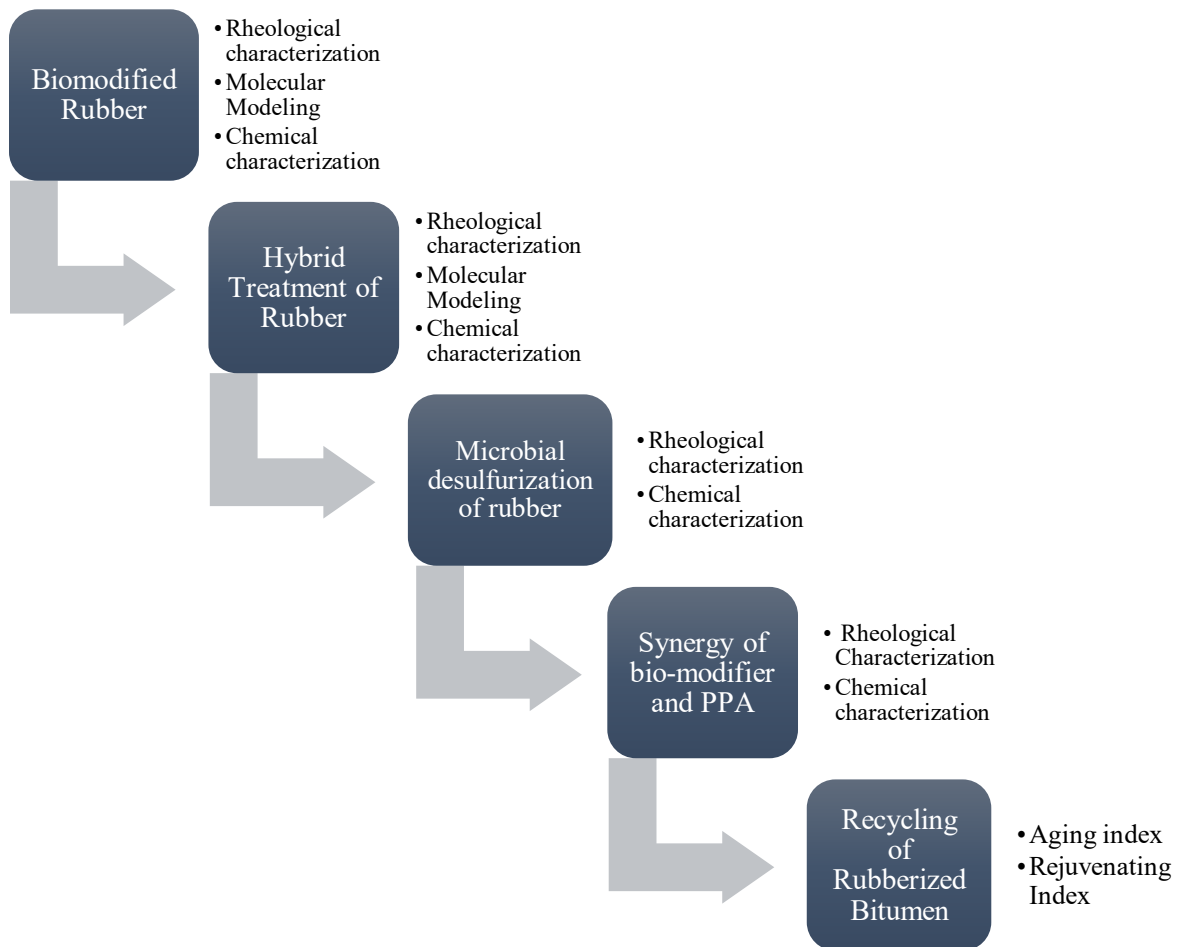 Biomodified
Rubber
• Rheological
characterization
• Molecular
Modeling
• Chemical
characterization
Hybrid
Treatment of
Rubber
• Rheological
characterization
• Molecular
Modeling
• Chemical
characterization
Microbial
desulfurization
of rubber
• Rheological
characterization
• Chemical
characterization
Synergy of
bio-modifier
and PPA
• Rheological
Characterization
• Chemical
characterization
Recycling
of
Rubberized
Bitumen
• Aging index
• Rejuvenating
Index